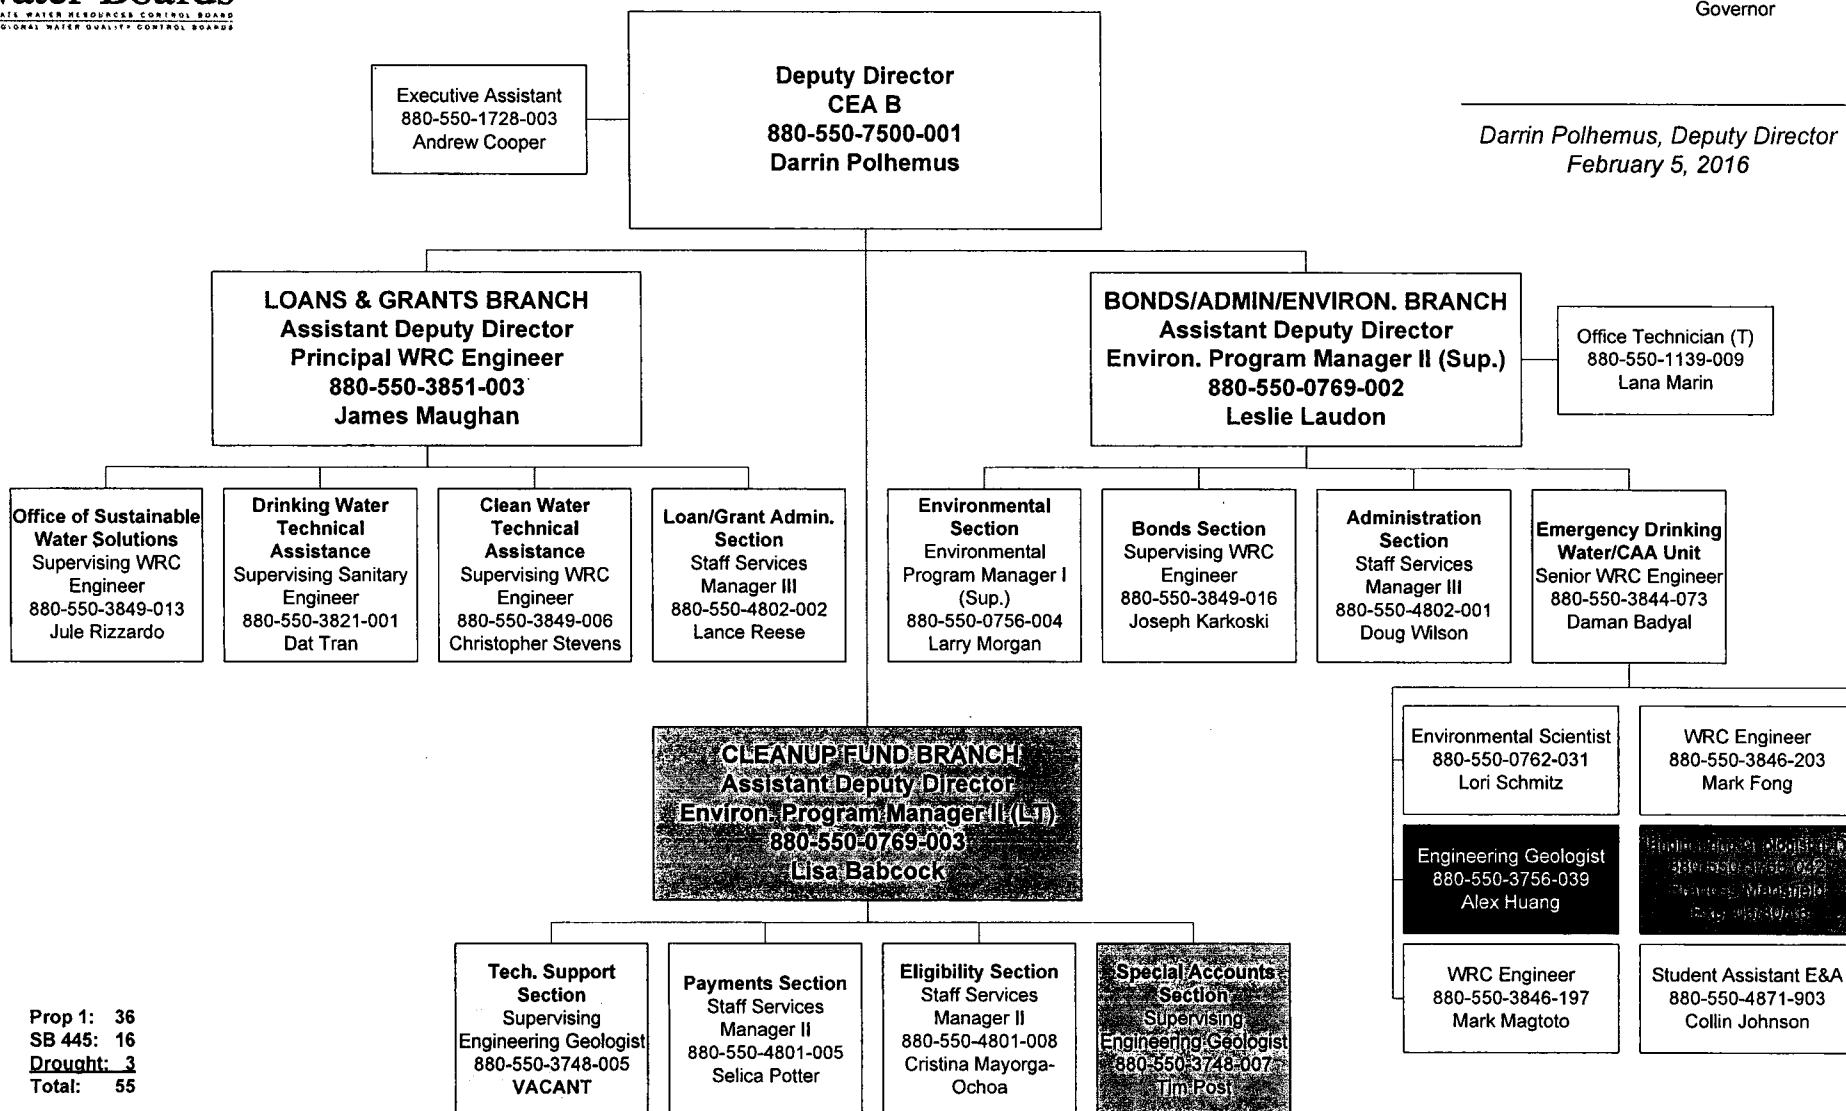 Water Boards
STATE WATER RESOURCES CONTROL BOARD
REGIONAL WATER QUALITY CONTROL BOARDS
Governor
Darrin Polhemus, Deputy Director
February 5, 2016
Deputy Director
CEA B
880-550-7500-001
Darrin Polhemus
Executive Assistant
880-550-1728-003
Andrew Cooper
LOANS & GRANTS BRANCH
Assistant Deputy Director
Principal WRC Engineer
880-550-3851-003
James Maughan
BONDS/ADMIN/ENVIRON. BRANCH
Assistant Deputy Director
Environ. Program Manager II (Sup.)
880-550-0769-002
Leslie Laudon
Office Technician (T)
880-550-1139-009
Lana Marin
Office of Sustainable
Water Solutions
Supervising WRC
Engineer
880-550-3849-013
Jule Rizzardo
Drinking Water
Technical
Assistance
Supervising Sanitary
Engineer
880-550-3821-001
Dat Tran
Clean Water
Technical
Assistance
Supervising WRC
Engineer
880-550-3849-006
Christopher Stevens
Loan/Grant Admin.
Section
Staff Services
Manager III
880-550-4802-002
Lance Reese
Environmental
Section
Environmental
Program Manager I
(Sup.)
880-550-0756-004
Larry Morgan
Bonds Section
Supervising WRC
Engineer
880-550-3849-016
Joseph Karkoski
Administration
Section
Staff Services
Manager III
880-550-4802-001
Doug Wilson
Emergency Drinking
Water/CAA Unit
Senior WRC Engineer
880-550-3844-073
Daman Badyal
Environmental Scientist
880-550-0762-031
Lori Schmitz
WRC Engineer
880-550-3846-203
Mark Fong
Engineering Geologist
880-550-3756-039
Alex Huang
WRC Engineer
880-550-3846-197
Mark Magtoto
Student Assistant E&A
880-550-4871-903
Collin Johnson
CLEANUP FUND BRANCH
Assistant Deputy Director
Environ. Program Manager II (LT)
880-550-0769-003
Lisa Babcock
Tech. Support
Section
Supervising
Engineering Geologist
880-550-3748-005
VACANT
Payments Section
Staff Services
Manager II
880-550-4801-005
Selica Potter
Eligibility Section
Staff Services
Manager II
880-550-4801-008
Cristina Mayorga-
Ochoa
Special Accounts
Section
Supervising
Engineering Geologist
880-550-3748-007
Tim Post
Prop 1: 36
SB 445: 16
Drought: 3
Total: 55